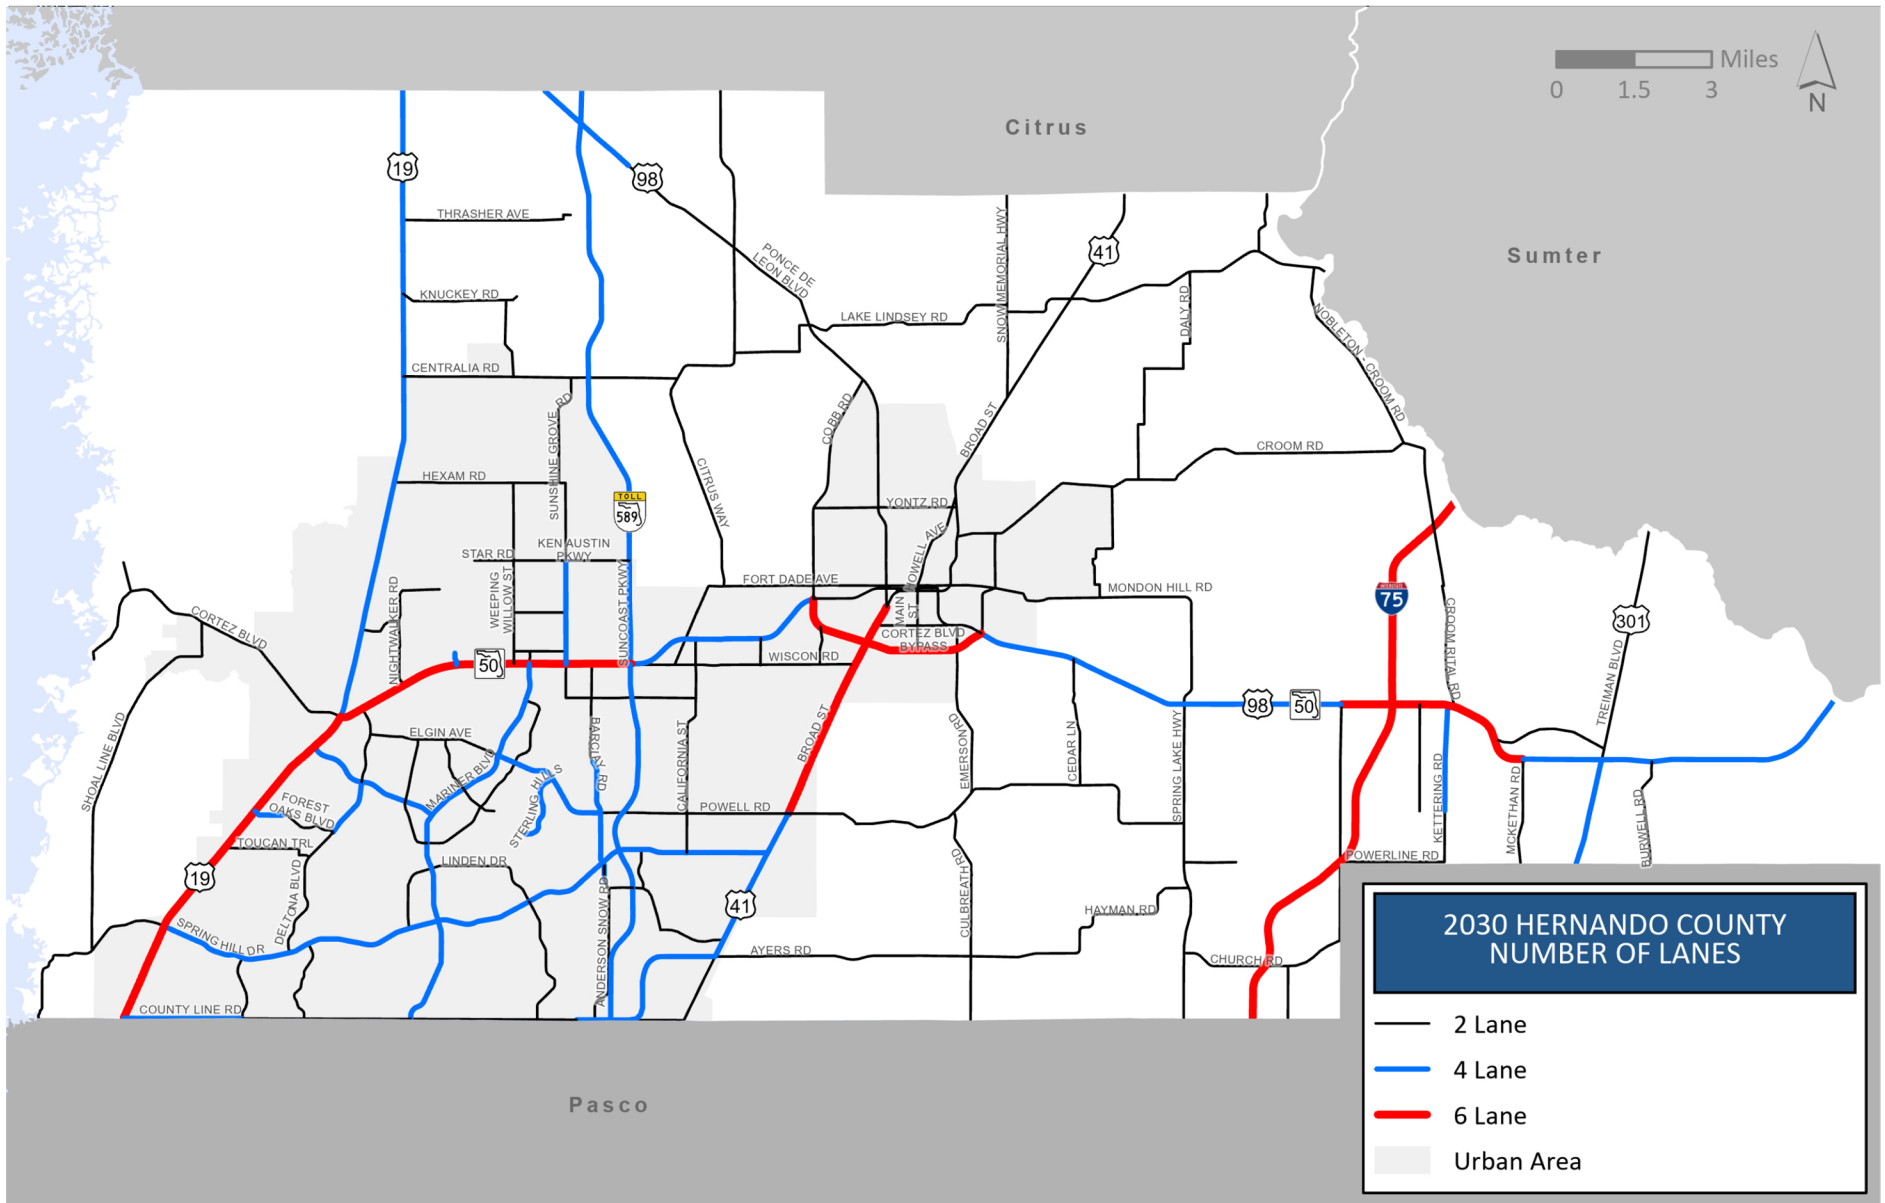 Miles
0 1.5 3
N
Citrus
Sumter
Pasco
19
98
THRASHER AVE
PONCE DE
LEON BLVD
SNOW MEMORIAL HWY
41
KNUCKEY RD
LAKE LINDSEY RD
DALY RD
NOBLETON - CROOM RD
CENTRALIA RD
SUNSHINE GROVE RD
COBB RD
BROAD ST
CROOM RD
HEXAM RD
CITRUS WAY
TOLL
589
YONTZ RD
HOWELL AVE
KEN AUSTIN
PKWY
STAR RD
WEEPING
WILLOW ST
SUNCOAST PKWY
FORT DADE AVE
MONDON HILL RD
MAIN
ST
INTERSTATE
75
CROOM RITAL RD
301
TREIMAN BLVD
NIGHTWALKER RD
CORTEZ BLVD
CORTEZ BLVD
BYPASS
50
WISCON RD
98
50
SHOAL LINE BLVD
ELGIN AVE
BARCLAY RD
CALIFORNIA ST
BROAD ST
EMERSON RD
CEDAR LN
SPRING LAKE HWY
KETTERING RD
MCKETHAN RD
BURWELL RD
MARINER BLVD
STERLING HILLS
FOREST
OAKS BLVD
POWELL RD
TOUCAN TRL
LINDEN DR
POWERLINE RD
19
DELTONA BLVD
41
CULBREATH RD
HAYMAN RD
SPRING HILL DR
ANDERSON SNOW RD
AYERS RD
CHURCH RD
COUNTY LINE RD
2030 HERNANDO COUNTY
NUMBER OF LANES
2 Lane
4 Lane
6 Lane
Urban Area